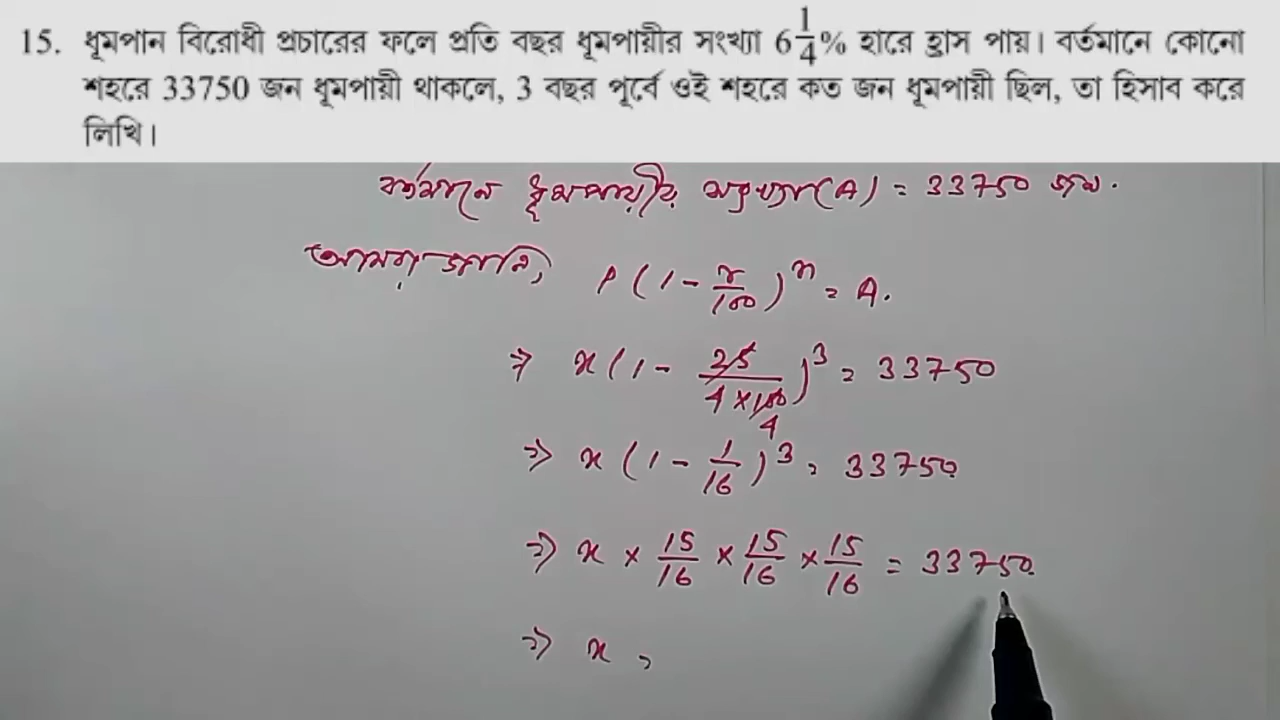 15. ধূমপান বিরোধী প্রচারের ফলে প্রতি বছর ধূমপায়ীর সংখ্যা 6 1/4% হারে হ্রাস পায়। বর্তমানে কোনো
শহরে 33750 জন ধূমপায়ী থাকলে, 3 বছর পূর্বে ওই শহরে কত জন ধূমপায়ী ছিল, তা হিসাব করে
লিখি।
বর্তমানে ধূমপায়ীর সংখ্যা (A) = 33750 জন.
আমরা জানি, P(1 - r/100)^n = A.
⇒ x(1 - 25/(4×100))^3 = 33750
4
⇒ x(1 - 1/16)^3 = 33750
⇒ x × 15/16 × 15/16 × 15/16 = 33750.
⇒ x =